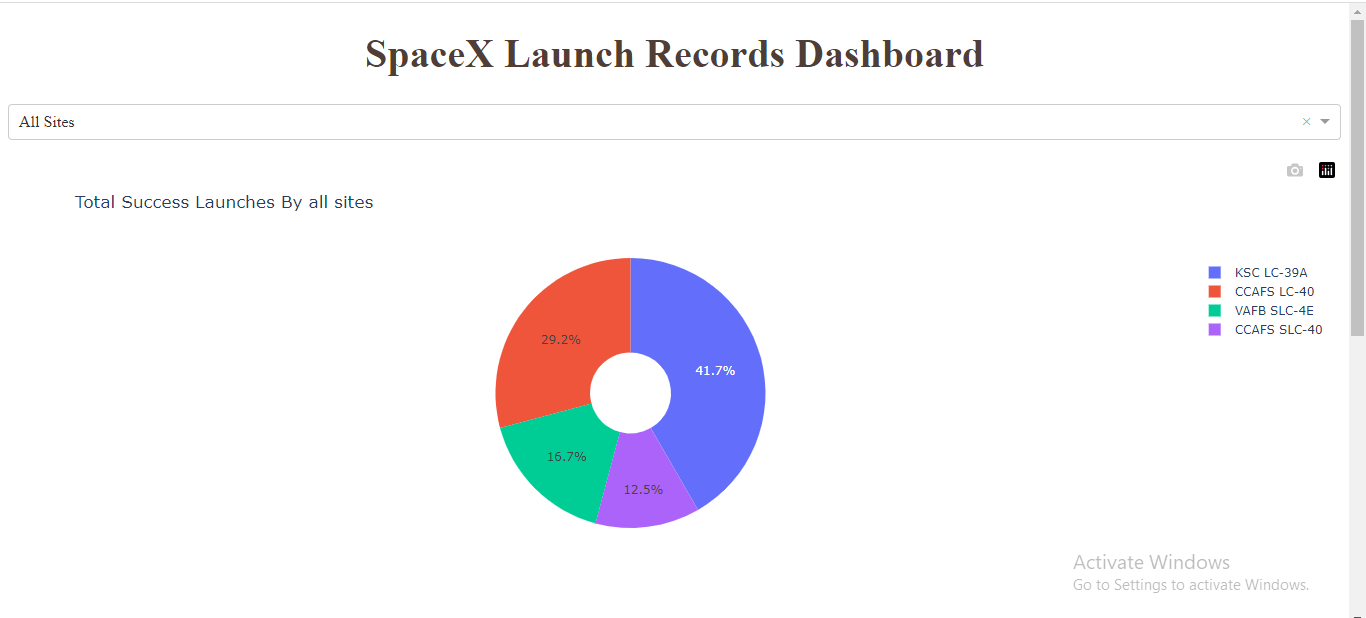 SpaceX Launch Records Dashboard
All Sites
Total Success Launches By all sites
KSC LC-39A
CCAFS LC-40
VAFB SLC-4E
CCAFS SLC-40
29.2%
41.7%
16.7%
12.5%
Activate Windows
Go to Settings to activate Windows.